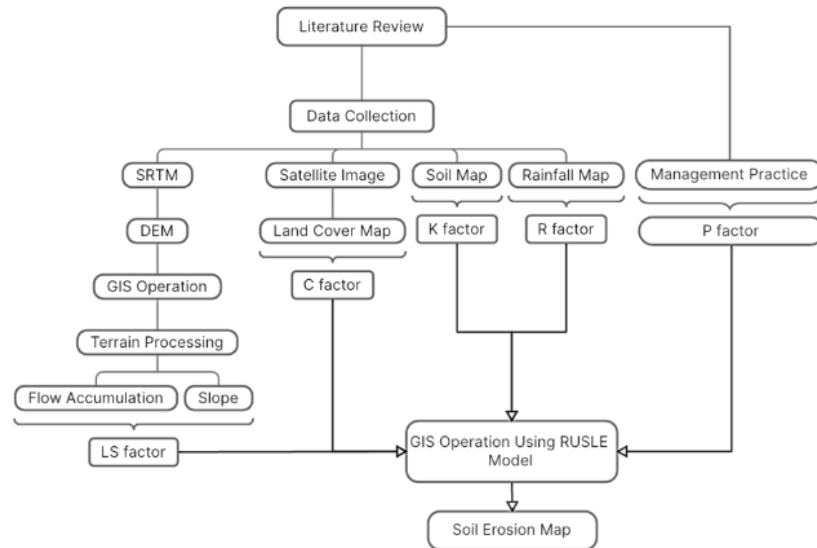 Literature Review
Data Collection
SRTM
Satellite Image
Soil Map
Rainfall Map
Management Practice
DEM
Land Cover Map
K factor
R factor
P factor
GIS Operation
C factor
Terrain Processing
Flow Accumulation
Slope
LS factor
GIS Operation Using RUSLE
Model
Soil Erosion Map